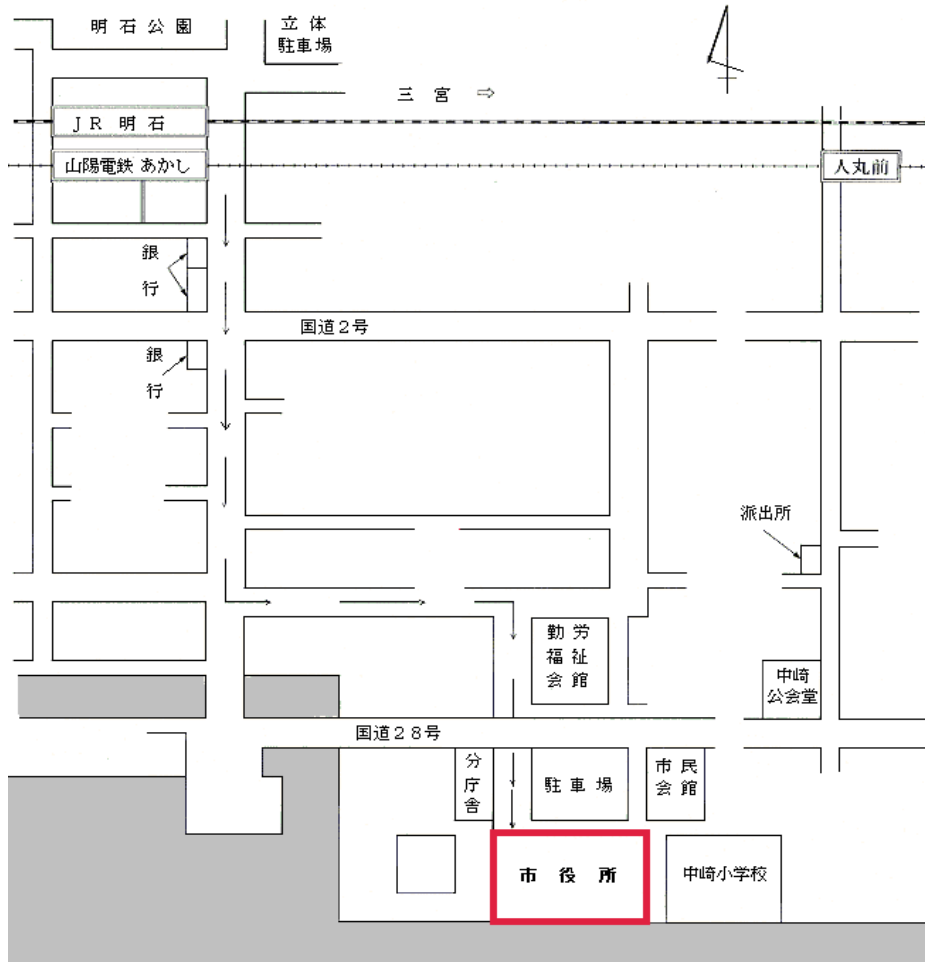 明石公園
立体
駐車場
三宮 ⇒
ＪＲ 明石
山陽電鉄 あかし
人丸前
銀
行
国道２号
銀
行
派出所
勤労
福祉
会館
中崎
公会堂
国道２８号
分
庁
舎
駐車場
市民
会館
市役所
中崎小学校